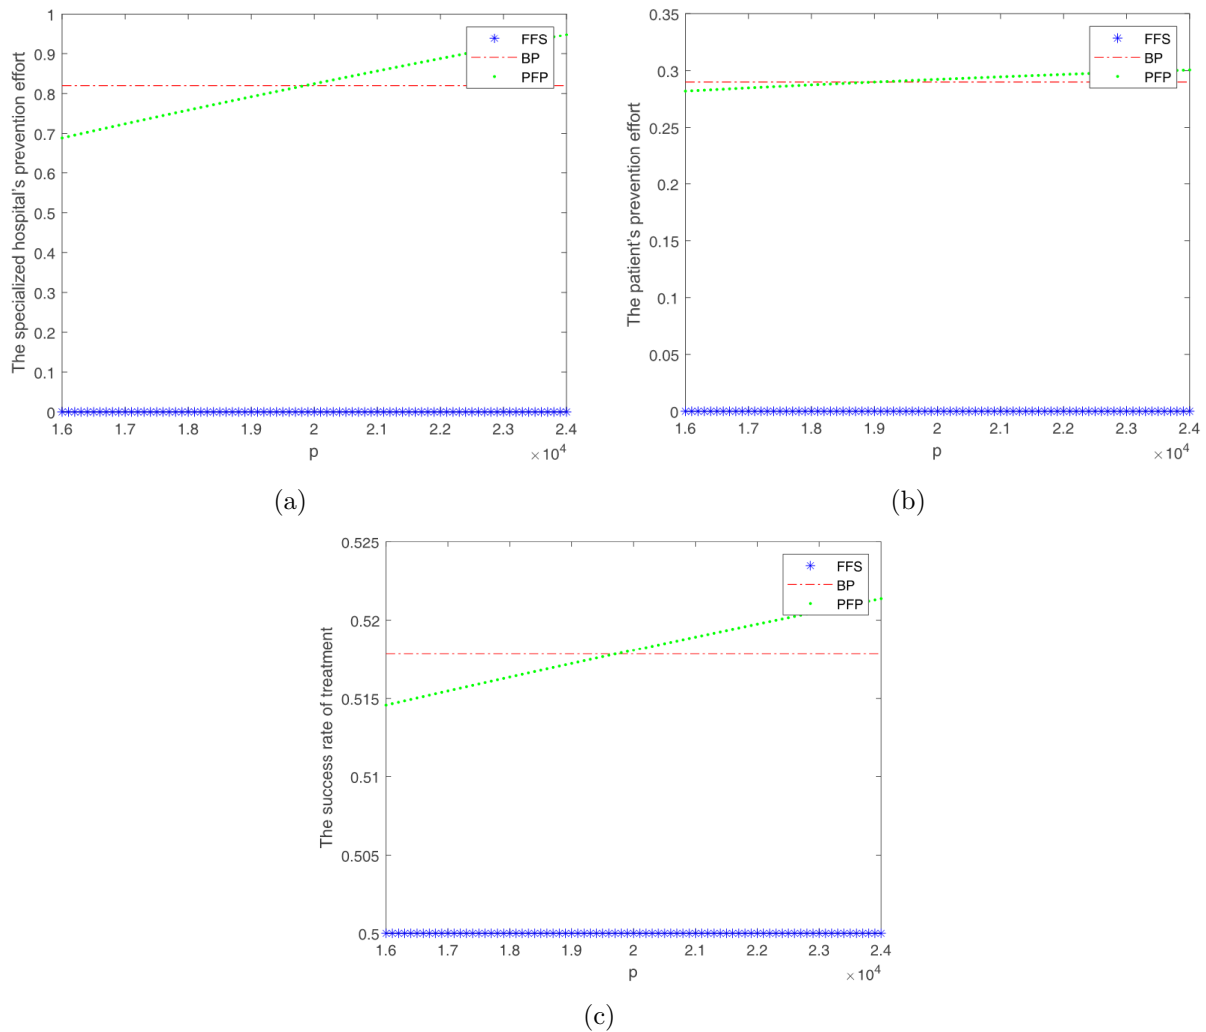 The specialized hospital's prevention effort
1
0.9
0.8
0.7
0.6
0.5
0.4
0.3
0.2
0.1
0
1.6 1.7 1.8 1.9 2 2.1 2.2 2.3 2.4
p
×10^4
FFS
BP
PFP
(a)
The patient's prevention effort
0.35
0.3
0.25
0.2
0.15
0.1
0.05
0
1.6 1.7 1.8 1.9 2 2.1 2.2 2.3 2.4
p
×10^4
FFS
BP
PFP
(b)
The success rate of treatment
0.525
0.52
0.515
0.51
0.505
0.5
1.6 1.7 1.8 1.9 2 2.1 2.2 2.3 2.4
p
×10^4
FFS
BP
PFP
(c)